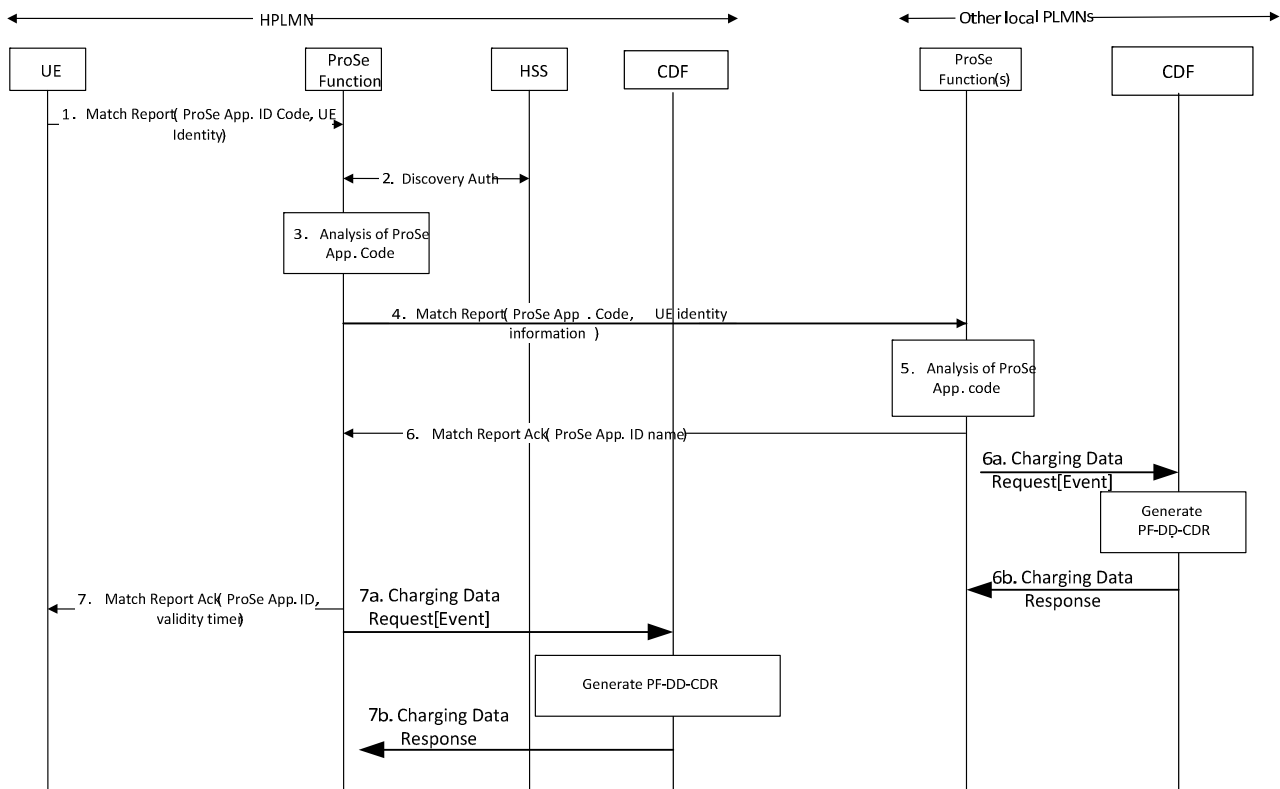 HPLMN
Other local PLMNs
UE
ProSe
Function
HSS
CDF
ProSe
Function(s)
CDF
1. Match Report( ProSe App. ID Code, UE
Identity)
2. Discovery Auth
3. Analysis of ProSe
App. Code
4. Match Report( ProSe App . Code, UE identity
information )
5. Analysis of ProSe
App. code
6. Match Report Ack( ProSe App. ID name)
6a. Charging Data
Request[Event]
Generate
PF-DD-CDR
6b. Charging Data
Response
7. Match Report Ack( ProSe App. ID,
validity timer)
7a. Charging Data
Request[Event]
Generate PF-DD-CDR
7b. Charging Data
Response